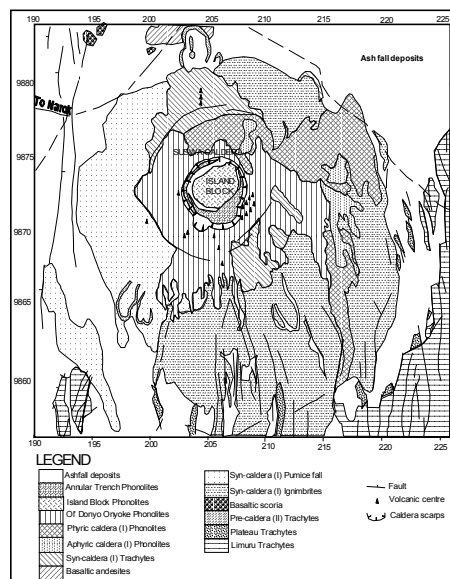 Ash fall deposits
9880
To Narok
9875
SUSWA CALDERA
ISLAND
BLOCK
9870
9865
9860
190 195 200 205 210 215 220 225
LEGEND
Ashfall deposits
Annular Trench Phonolites
Island Block Phonolites
Ol' Donyo Onyoke Phonolites
Phyric caldera (I) Phonolites
Aphyric caldera (I) Phonolites
Syn-caldera (I) Trachytes
Basaltic andesites
Syn-caldera (I) Pumice fall
Syn-caldera (I) Ignimbrites
Basaltic scoria
Pre-caldera (II) Trachytes
Plateau Trachytes
Limuru Trachytes
Fault
Volcanic centre
Caldera scarps